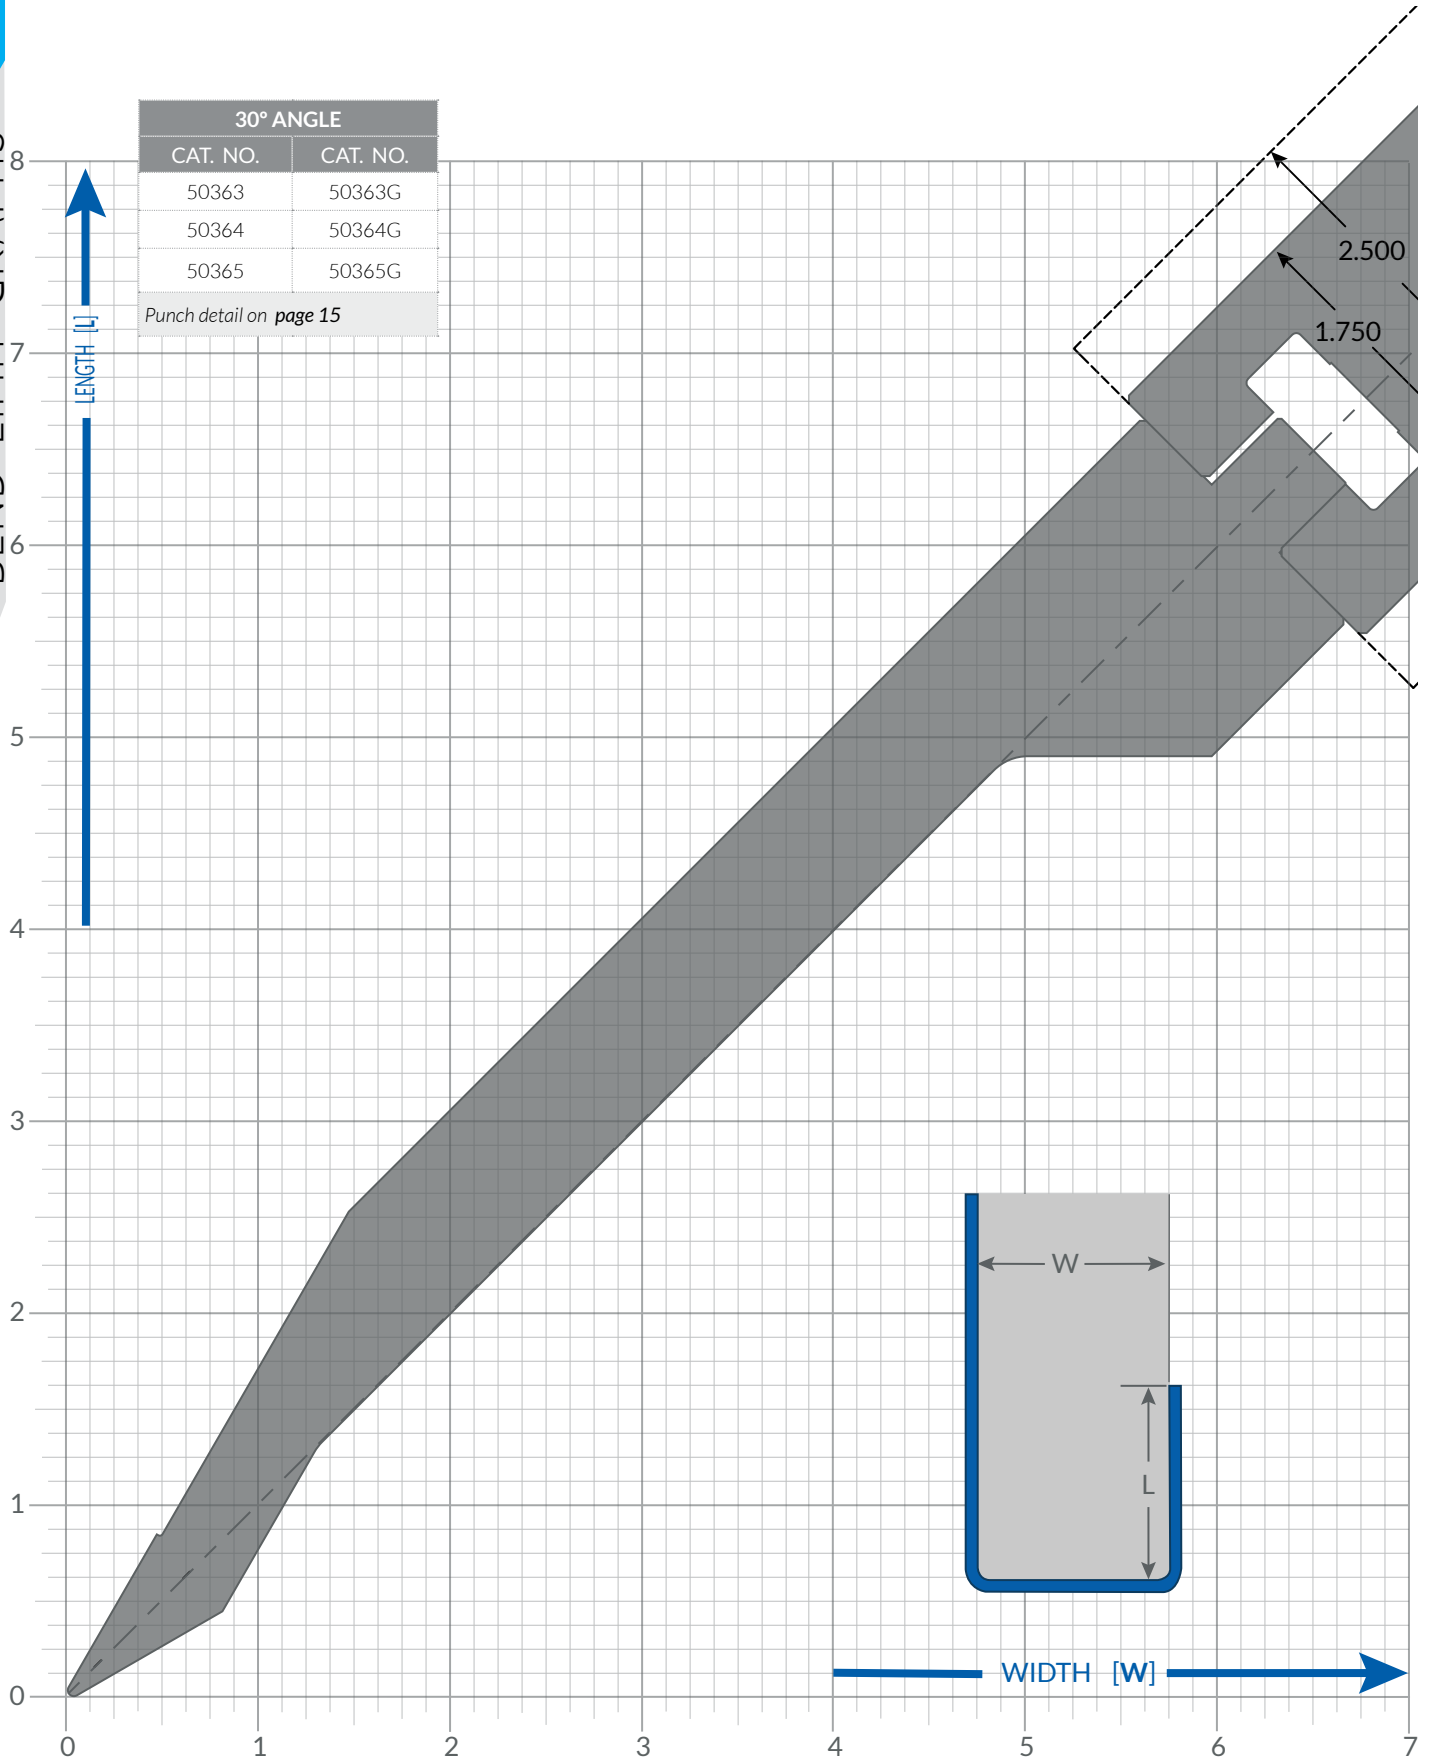 30° ANGLE
CAT. NO. CAT. NO.
50363 50363G
50364 50364G
50365 50365G
Punch detail on page 15
8
7
6
5
4
3
2
1
0
LENGTH [L]
2.500
1.750
W
L
WIDTH [W]
0 1 2 3 4 5 6 7